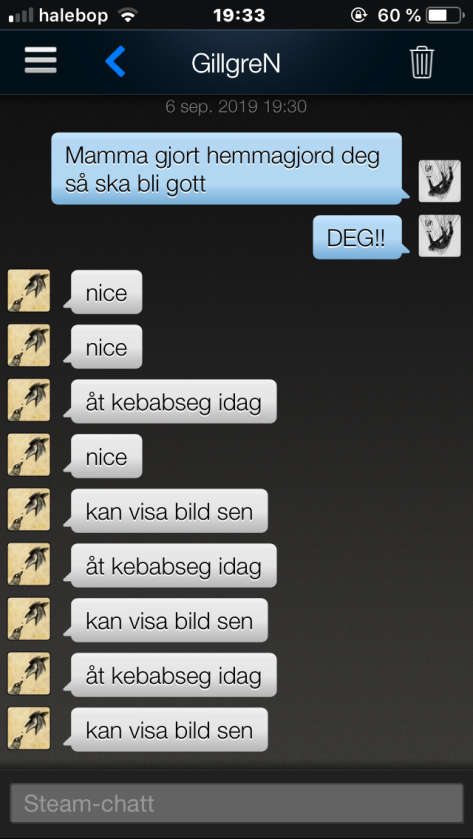 halebop 19:33 60 %
GillgreN
6 sep. 2019 19:30
Mamma gjort hemmagjord deg
så ska bli gott
DEG!!
nice
nice
åt kebabseg idag
nice
kan visa bild sen
åt kebabseg idag
kan visa bild sen
åt kebabseg idag
kan visa bild sen
Steam-chatt